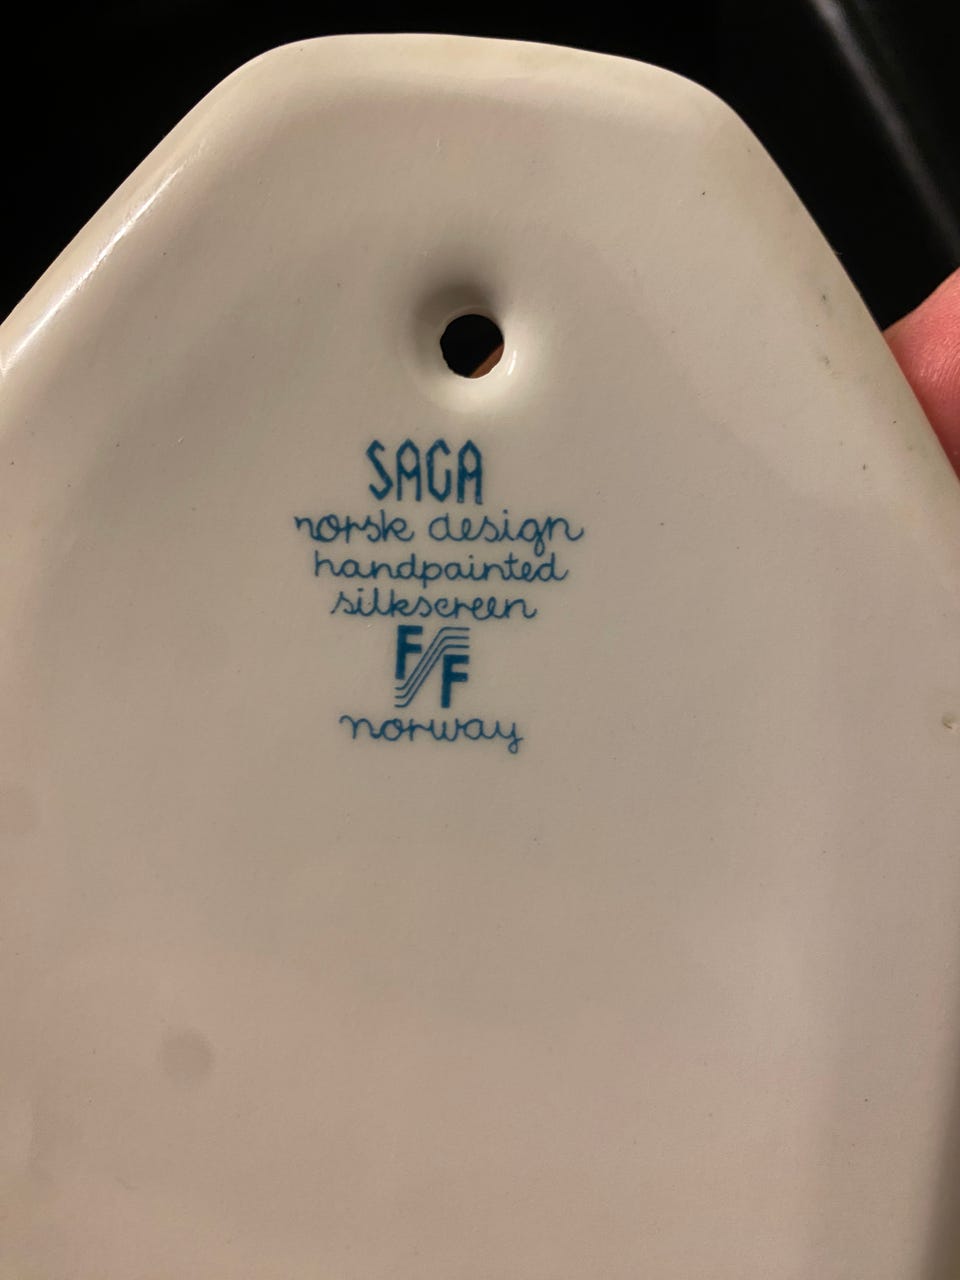 SAGA
norsk design
handpainted
silkscreen
F/F
norway